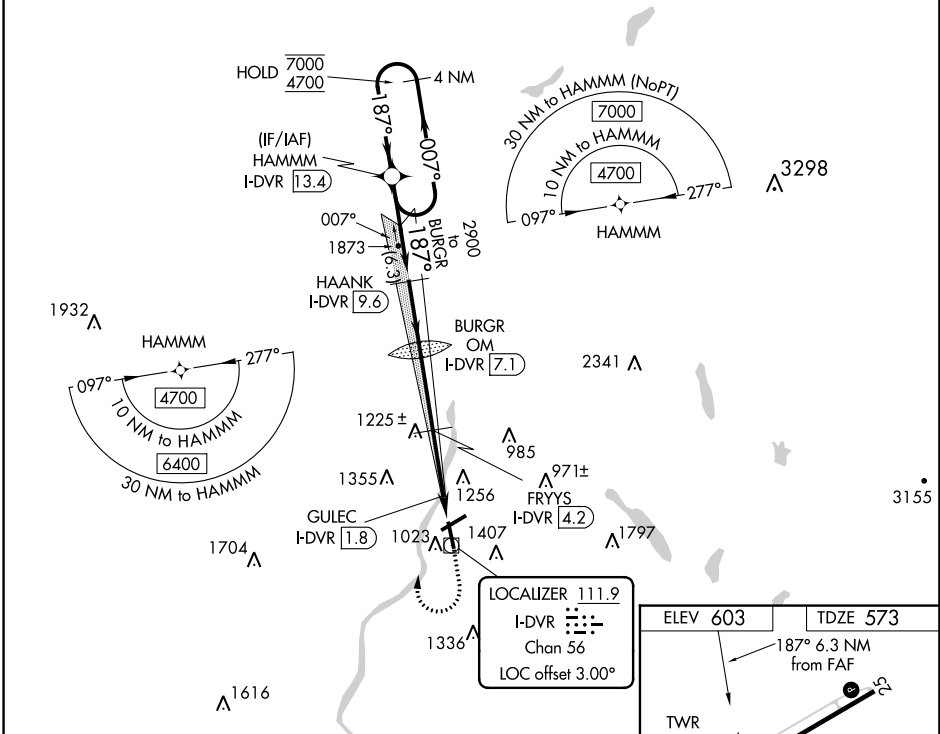 HOLD 7000
4700
4 NM
187°
007°
(IF/IAF)
HAMMM
I-DVR 13.4
30 NM to HAMMM (NoPT)
7000
10 NM to HAMMM
4700
097°
277°
HAMMM
3298
007°
1873
(6.3)
187°
2900
to
BURGR
HAANK
I-DVR 9.6
1932
HAMMM
097°
277°
4700
10 NM to HAMMM
6400
30 NM to HAMMM
BURGR
OM
I-DVR 7.1
2341
1225±
985
1355
1256
971±
FRYYS
I-DVR 4.2
3155
GULEC
I-DVR 1.8
1023
1407
1797
1704
LOCALIZER 111.9
I-DVR
Chan 56
LOC offset 3.00°
1336
1616
ELEV 603
TDZE 573
187° 6.3 NM
from FAF
P
25
TWR